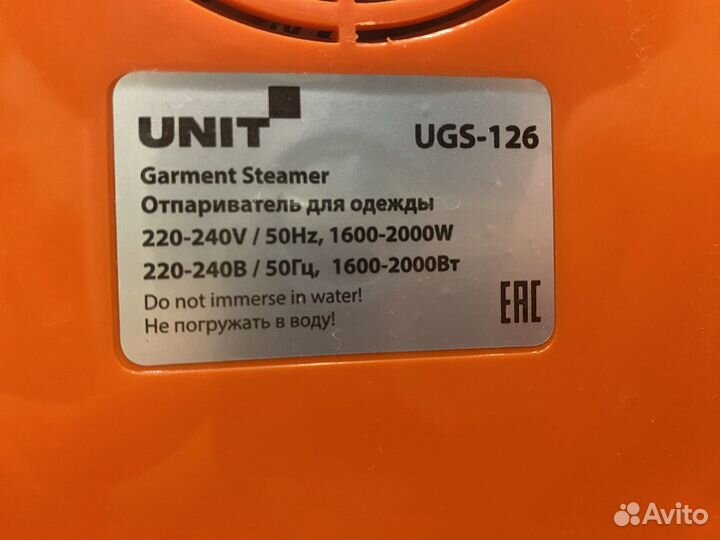 UNIT
UGS-126
Garment Steamer
Отпариватель для одежды
220-240V / 50Hz, 1600-2000W
220-240В / 50Гц, 1600-2000Вт
Do not immerse in water!
Не погружать в воду!
EAC
Avito